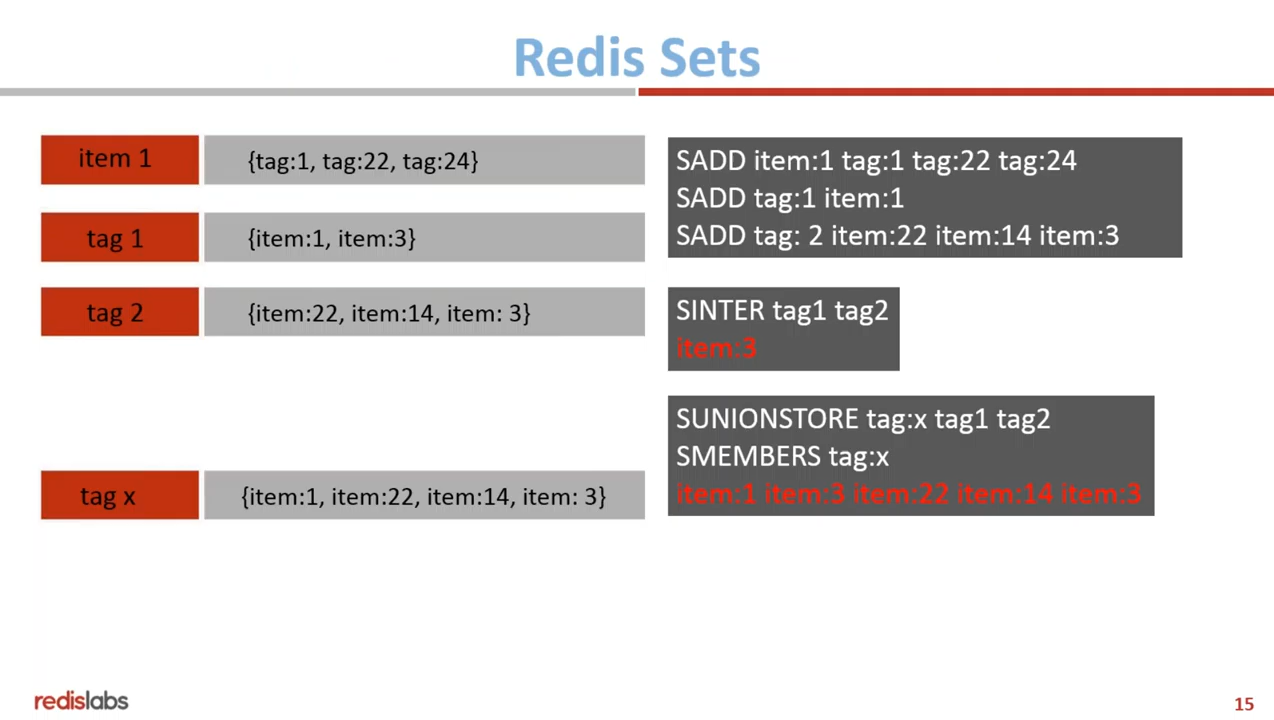 Redis Sets
item 1
{tag:1, tag:22, tag:24}
tag 1
{item:1, item:3}
tag 2
{item:22, item:14, item: 3}
tag x
{item:1, item:22, item:14, item: 3}
SADD item:1 tag:1 tag:22 tag:24
SADD tag:1 item:1
SADD tag: 2 item:22 item:14 item:3
SINTER tag1 tag2
item:3
SUNIONSTORE tag:x tag1 tag2
SMEMBERS tag:x
item:1 item:3 item:22 item:14 item:3
redislabs
15